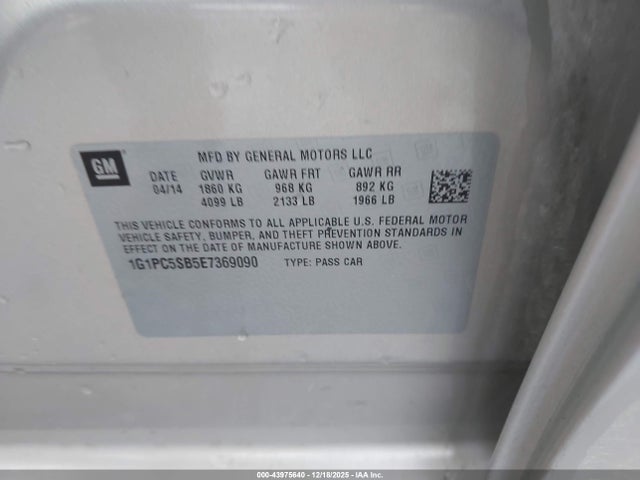 GM
MFD BY GENERAL MOTORS LLC
DATE GVWR GAWR FRT GAWR RR
04/14 1860 KG 968 KG 892 KG
4099 LB 2133 LB 1966 LB
THIS VEHICLE CONFORMS TO ALL APPLICABLE U.S. FEDERAL MOTOR
VEHICLE SAFETY, BUMPER, AND THEFT PREVENTION STANDARDS IN
EFFECT ON THE DATE OF MANUFACTURE SHOWN ABOVE.
1G1PC5SB5E7369090 TYPE: PASS CAR
000-43975640 - 12/18/2025 - IAA Inc.